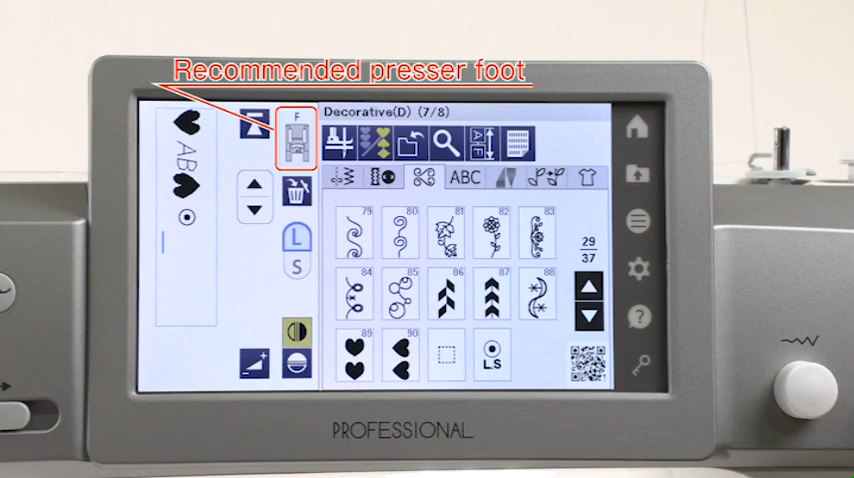 Recommended presser foot
F
Decorative(D) (7/8)
AB
L
S
ABC
79 80 81 82 83
84 85 86 87 88
89 90
L.S
29
37
PROFESSIONAL